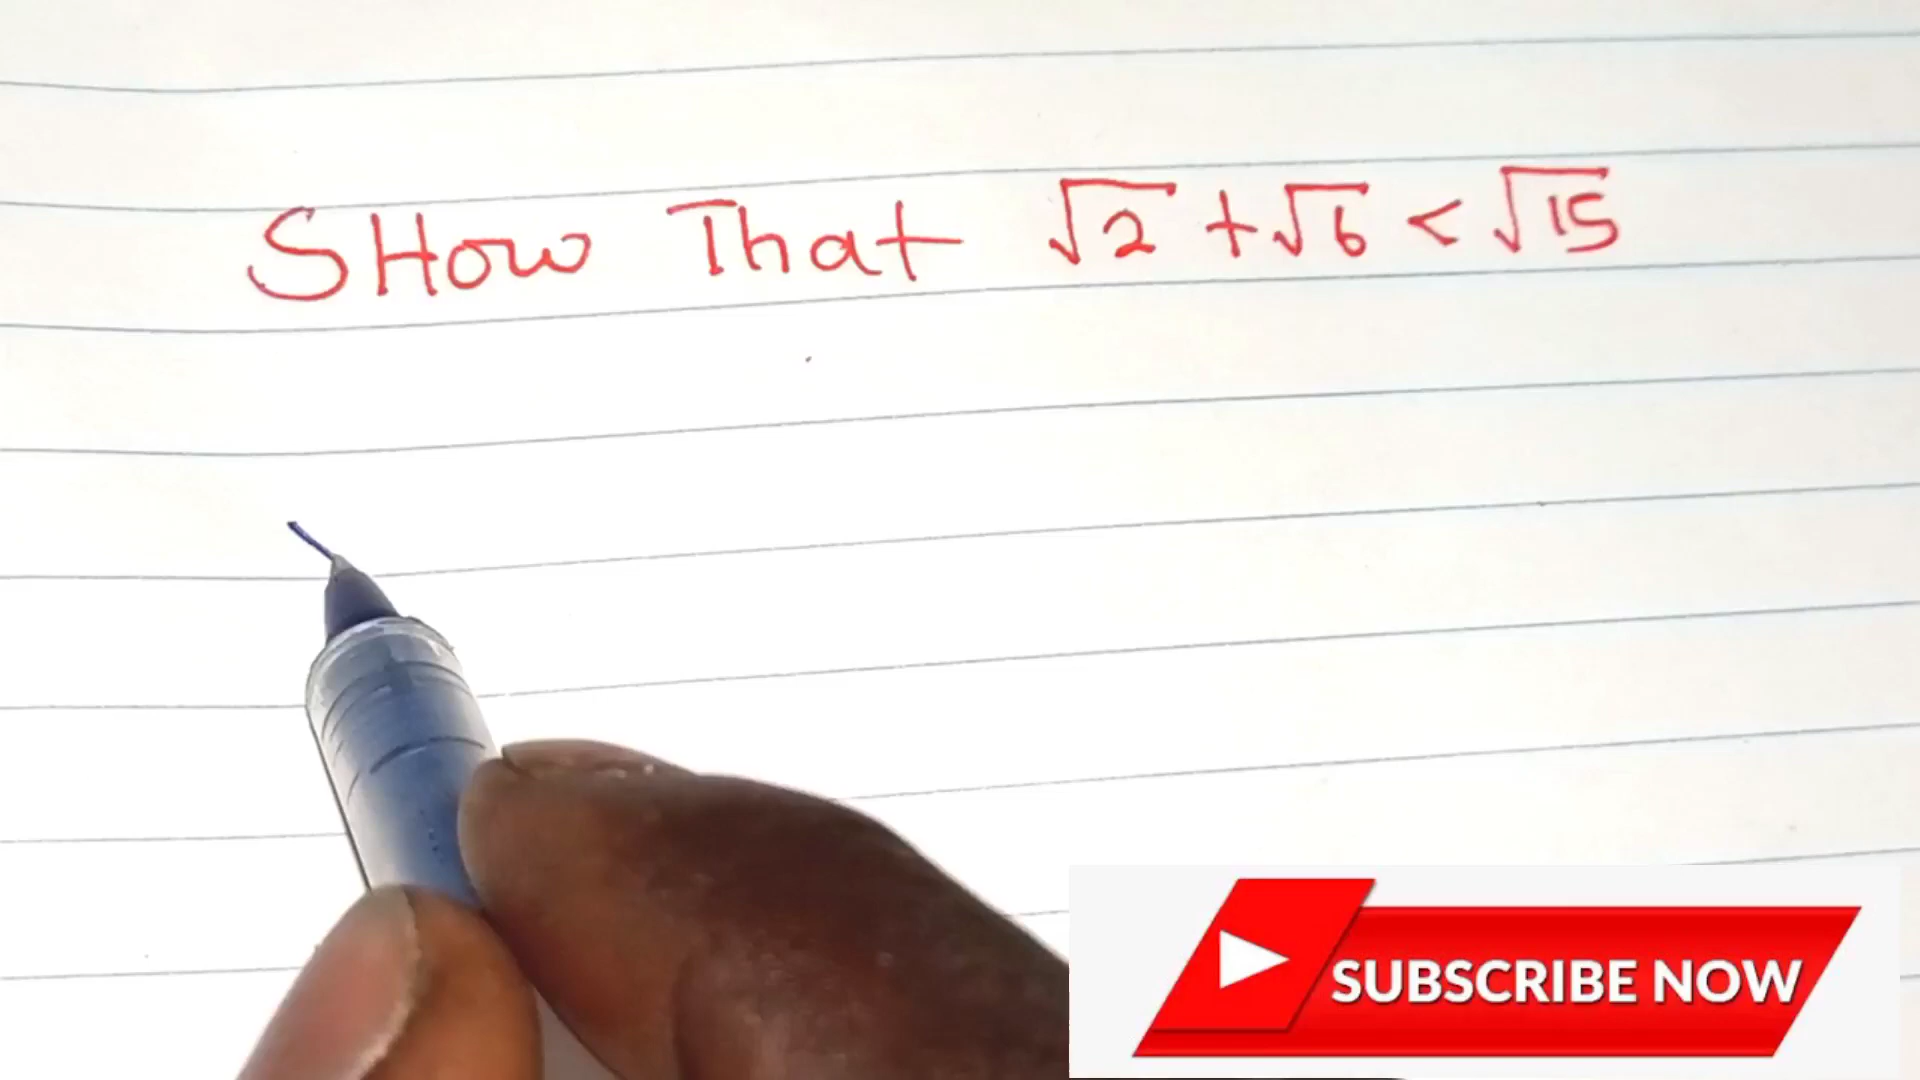 SHow That √2 + √6 < √15
SUBSCRIBE NOW